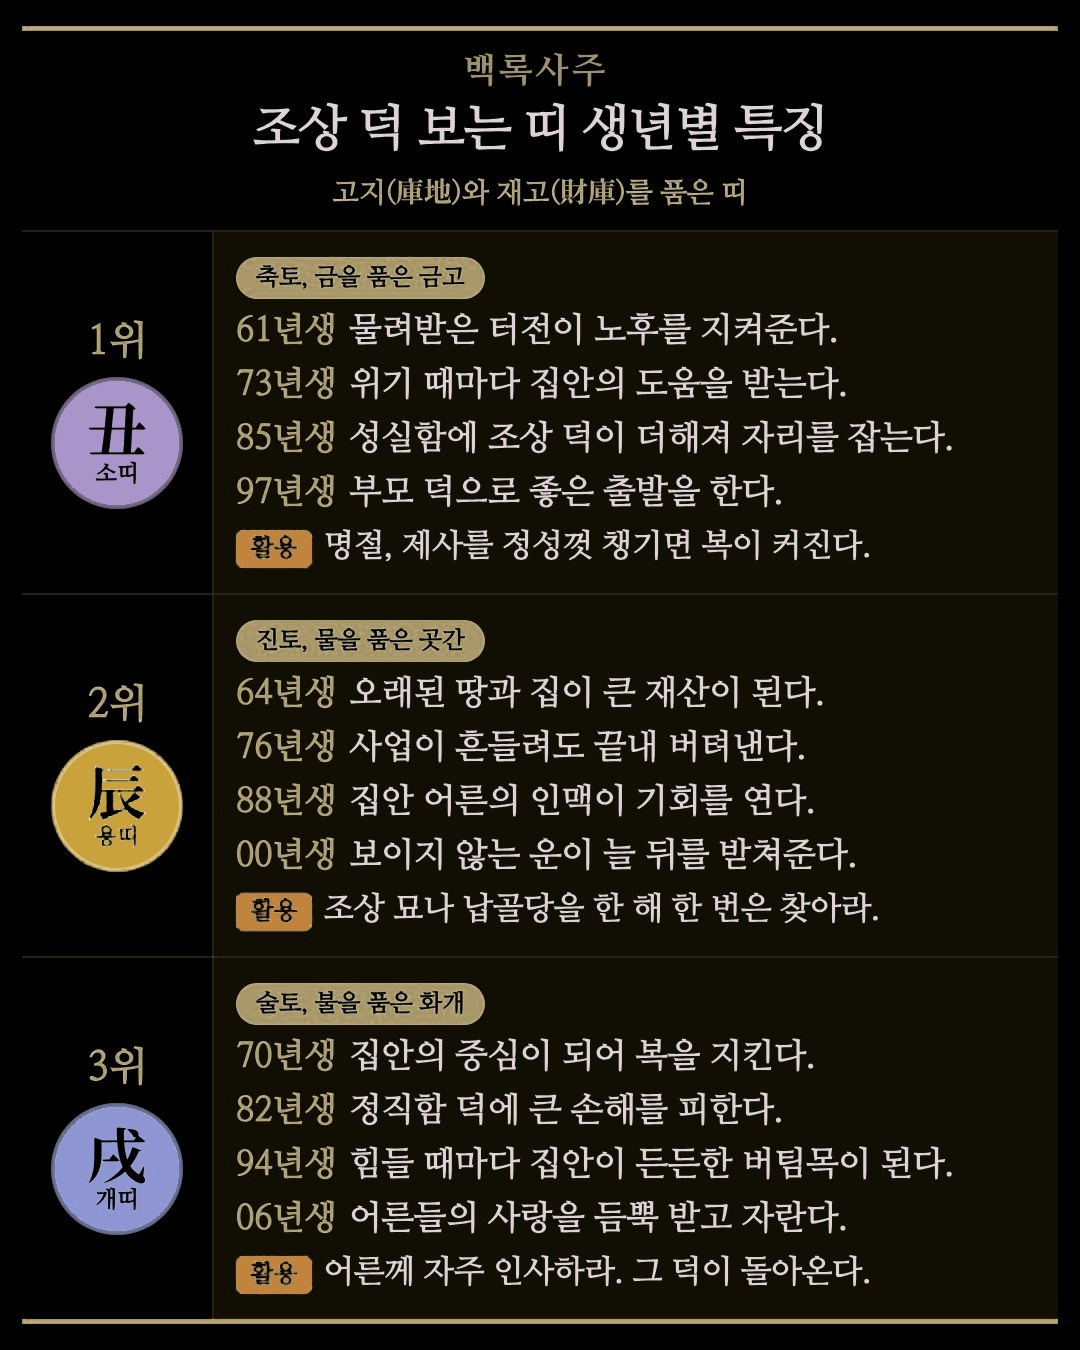 백록사주
조상 덕 보는 띠 생년별 특징
고지(庫地)와 재고(財庫)를 품은 띠
1위
丑
소띠
축토, 금을 품은 금고
61년생 물려받은 터전이 노후를 지켜준다.
73년생 위기 때마다 집안의 도움을 받는다.
85년생 성실함에 조상 덕이 더해져 자리를 잡는다.
97년생 부모 덕으로 좋은 출발을 한다.
활용 명절, 제사를 정성껏 챙기면 복이 커진다.
2위
辰
용띠
진토, 물을 품은 곳간
64년생 오래된 땅과 집이 큰 재산이 된다.
76년생 사업이 흔들려도 끝내 버텨낸다.
88년생 집안 어른의 인맥이 기회를 연다.
00년생 보이지 않는 운이 늘 뒤를 받쳐준다.
활용 조상 묘나 납골당을 한 해 한 번은 찾아라.
3위
戌
개띠
술토, 불을 품은 화개
70년생 집안의 중심이 되어 복을 지킨다.
82년생 정직함 덕에 큰 손해를 피한다.
94년생 힘들 때마다 집안이 든든한 버팀목이 된다.
06년생 어른들의 사랑을 듬뿍 받고 자란다.
활용 어른께 자주 인사하라. 그 덕이 돌아온다.